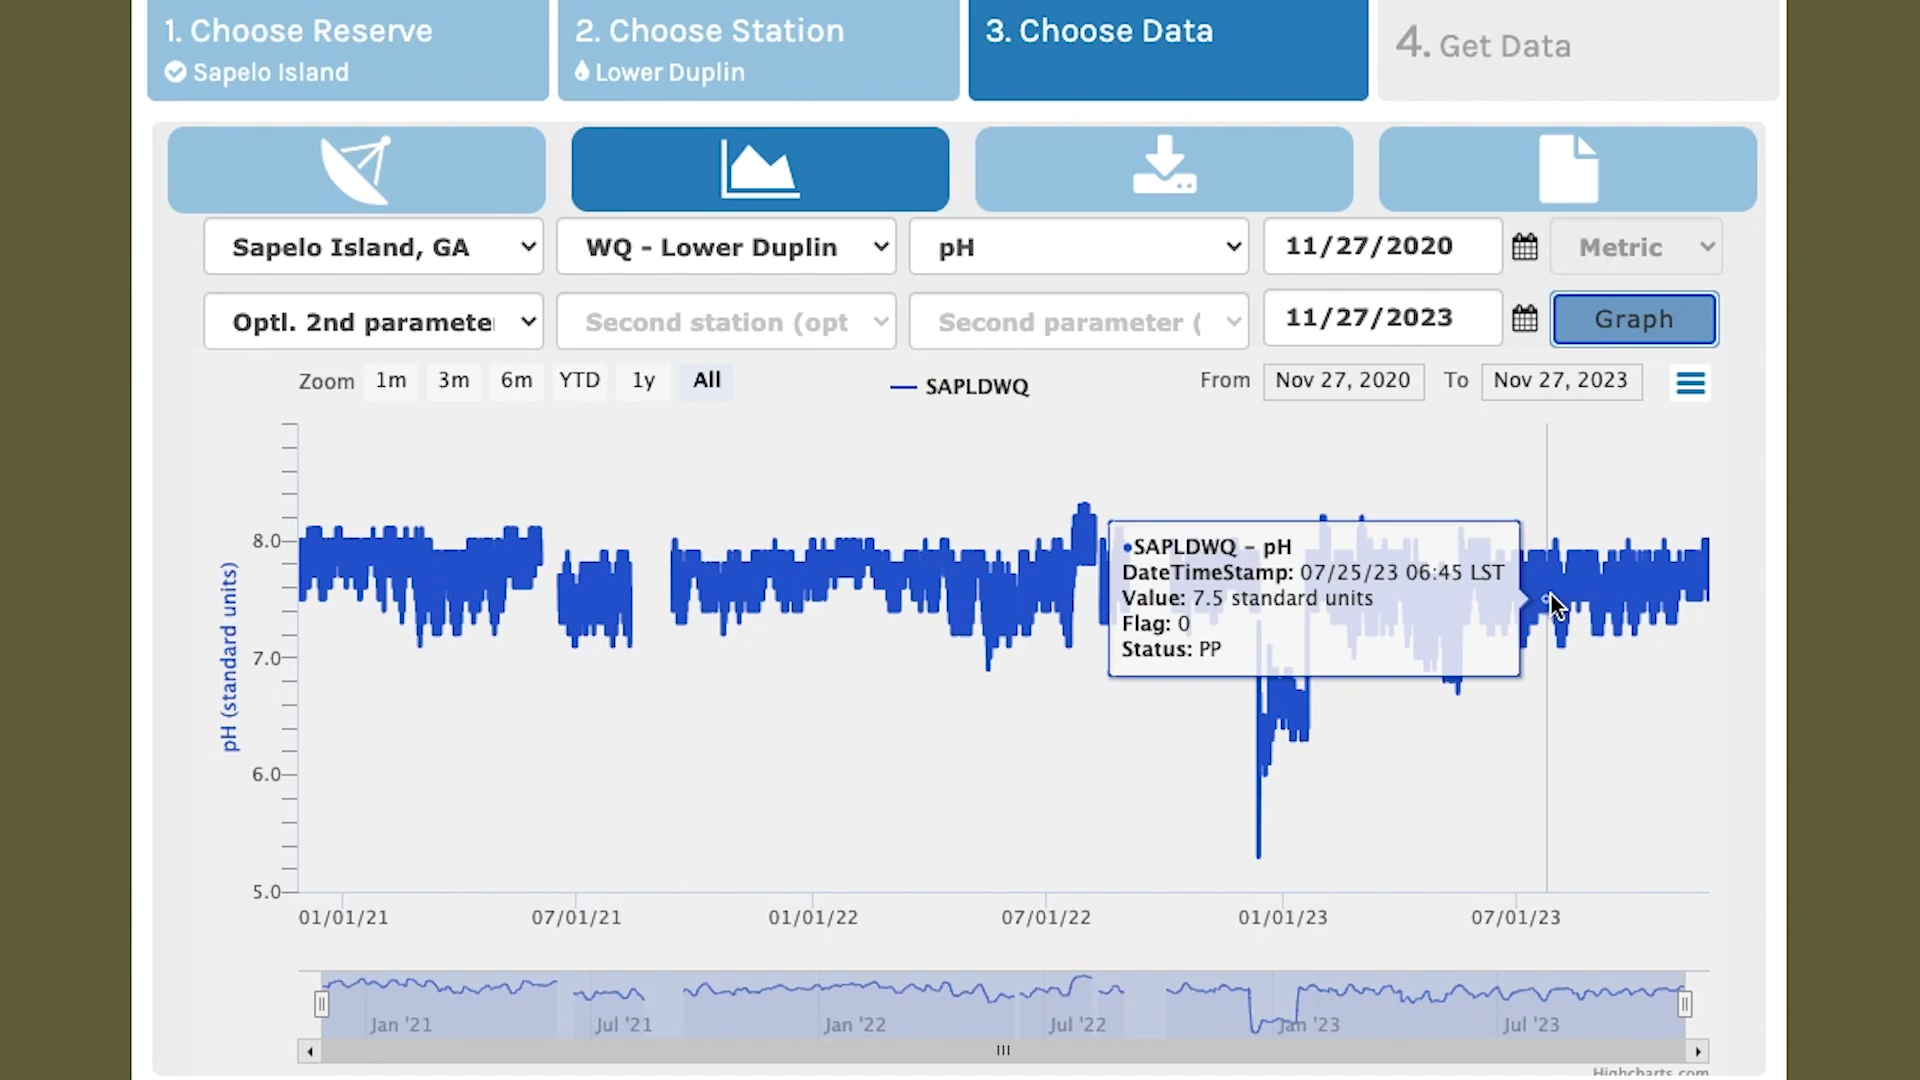 1. Choose Reserve
Sapelo Island
2. Choose Station
Lower Duplin
3. Choose Data
4. Get Data
Sapelo Island, GA
WQ - Lower Duplin
pH
11/27/2020
Metric
Optl. 2nd paramete
Second station (opt
Second parameter (
11/27/2023
Graph
Zoom 1m 3m 6m YTD 1y All
SAPLDWQ
From Nov 27, 2020 To Nov 27, 2023
pH (standard units)
8.0
7.0
6.0
5.0
SAPLDWQ - pH
DateTimeStamp: 07/25/23 06:45 LST
Value: 7.5 standard units
Flag: 0
Status: PP
01/01/21 07/01/21 01/01/22 07/01/22 01/01/23 07/01/23
Jan '21 Jul '21 Jan '22 Jul '22 Jan '23 Jul '23
Highcharts.com